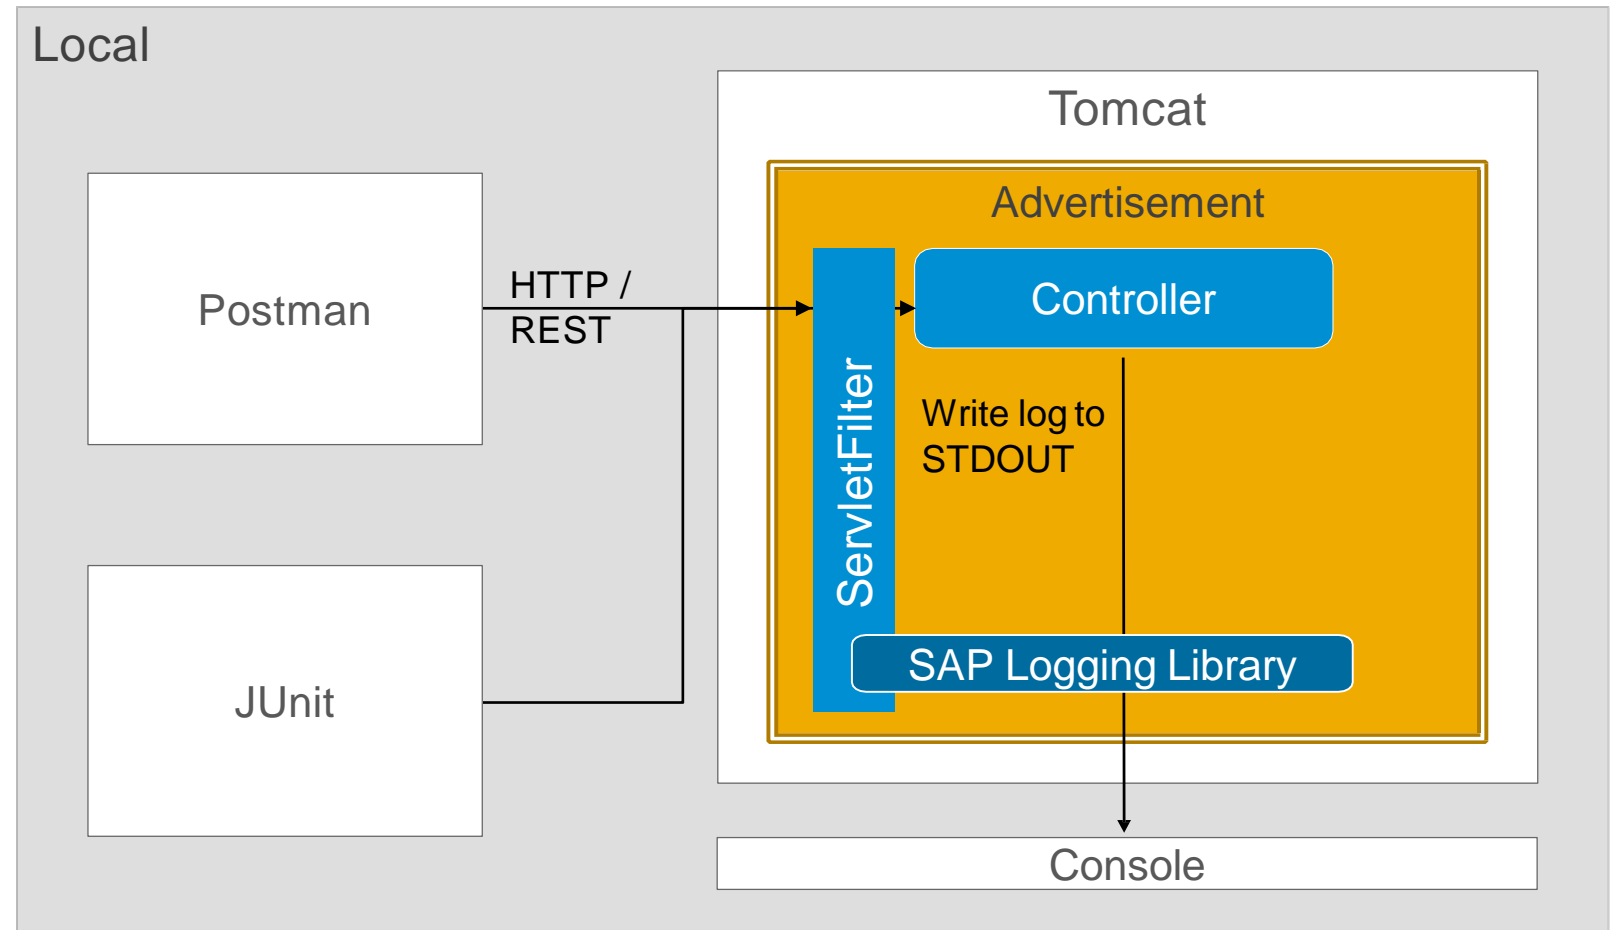 Local
Tomcat
Advertisement
Postman
HTTP /
REST
Controller
ServletFilter
Write log to
STDOUT
JUnit
SAP Logging Library
Console